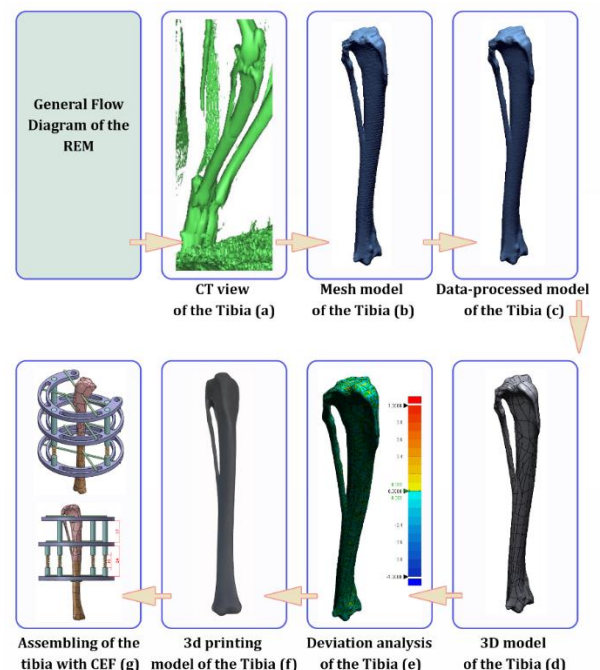 General Flow
Diagram of the
REM
CT view
of the Tibia (a)
Mesh model
of the Tibia (b)
Data-processed model
of the Tibia (c)
3D model
of the Tibia (d)
Deviation analysis
of the Tibia (e)
3d printing
model of the Tibia (f)
Assembling of the
tibia with CEF (g)